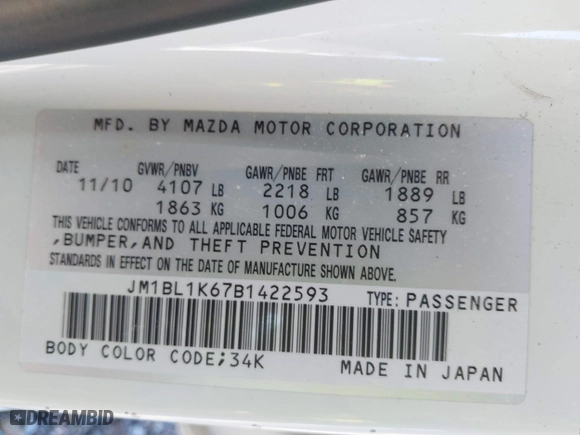 MFD. BY MAZDA MOTOR CORPORATION
DATE GVWR/PNBV GAWR/PNBE FRT GAWR/PNBE RR
11/10 4107 LB 2218 LB 1889 LB
1863 KG 1006 KG 857 KG
THIS VEHICLE CONFORMS TO ALL APPLICABLE FEDERAL MOTOR VEHICLE SAFETY
,BUMPER,AND THEFT PREVENTION
STANDARDS IN EFFECT ON THE DATE OF MANUFACTURE SHOWN ABOVE.
JM1BL1K67B1422593 TYPE: PASSENGER
BODY COLOR CODE;34K MADE IN JAPAN
DREAMBID